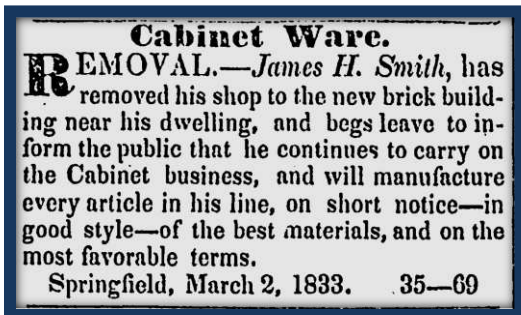 Cabinet Ware.
REMOVAL.—James H. Smith, has
removed his shop to the new brick build-
ing near his dwelling, and begs leave to in-
form the public that he continues to carry on
the Cabinet business, and will manufacture
every article in his line, on short notice—in
good style—of the best materials, and on the
most favorable terms.
Springfield, March 2, 1833. 35—69